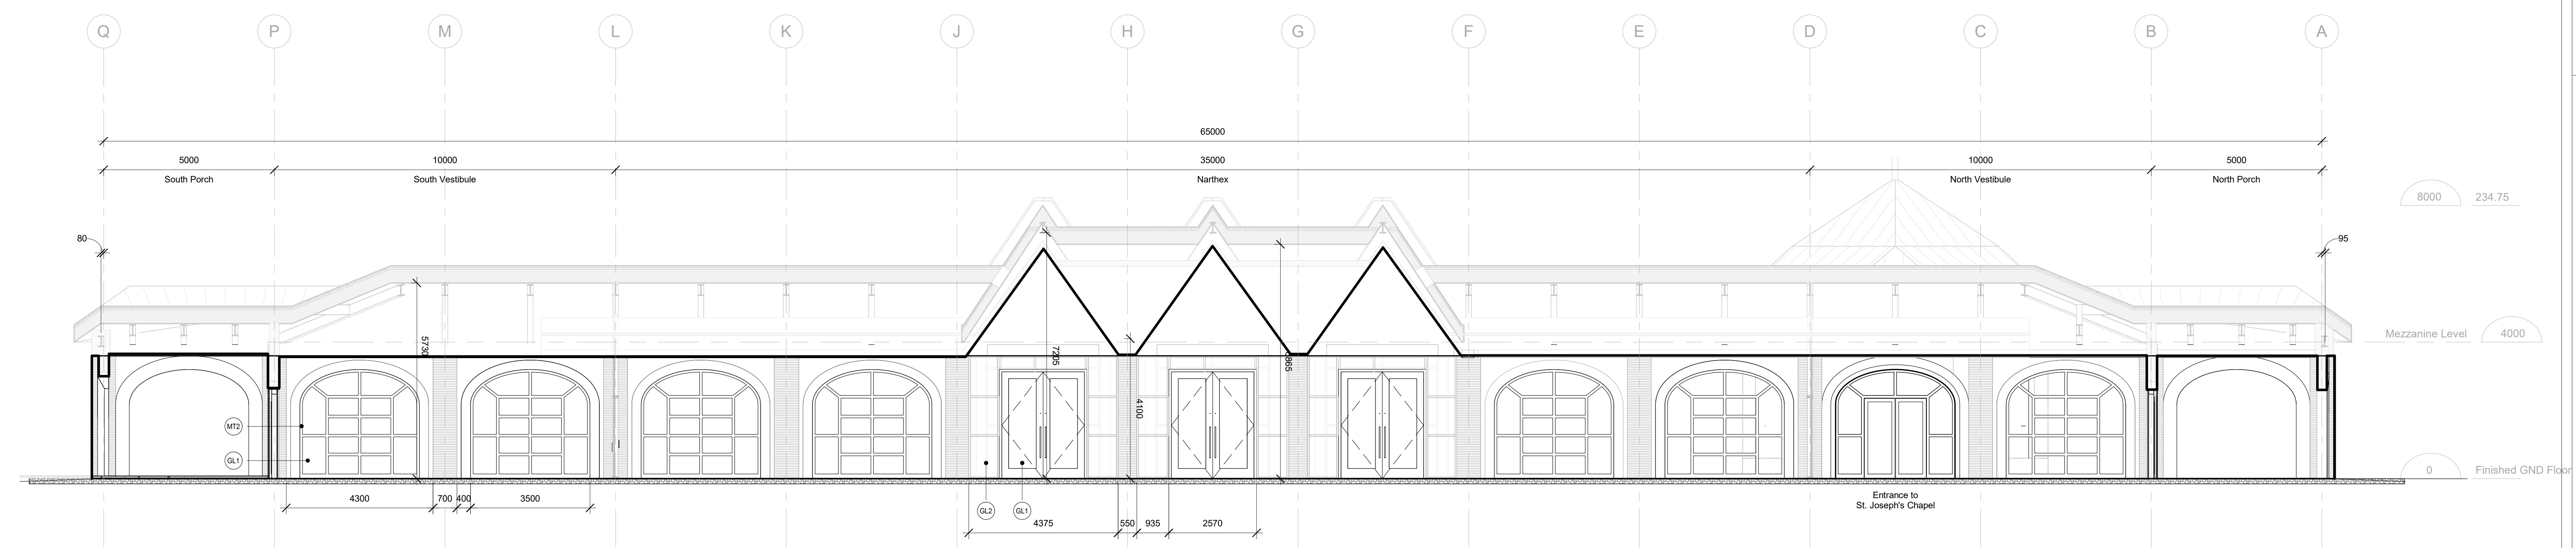 Q P M L K J H G F E D C B A
65000
5000 10000 35000 10000 5000
South Porch South Vestibule Narthex North Vestibule North Porch
8000 234.75
80 95
5730 7205 4100
Mezzanine Level 4000
MT2
GL1
0 Finished GND Floor
4300 700 400 3500
GL2 GL1
Entrance to
St. Joseph's Chapel
4375 550 935 2570